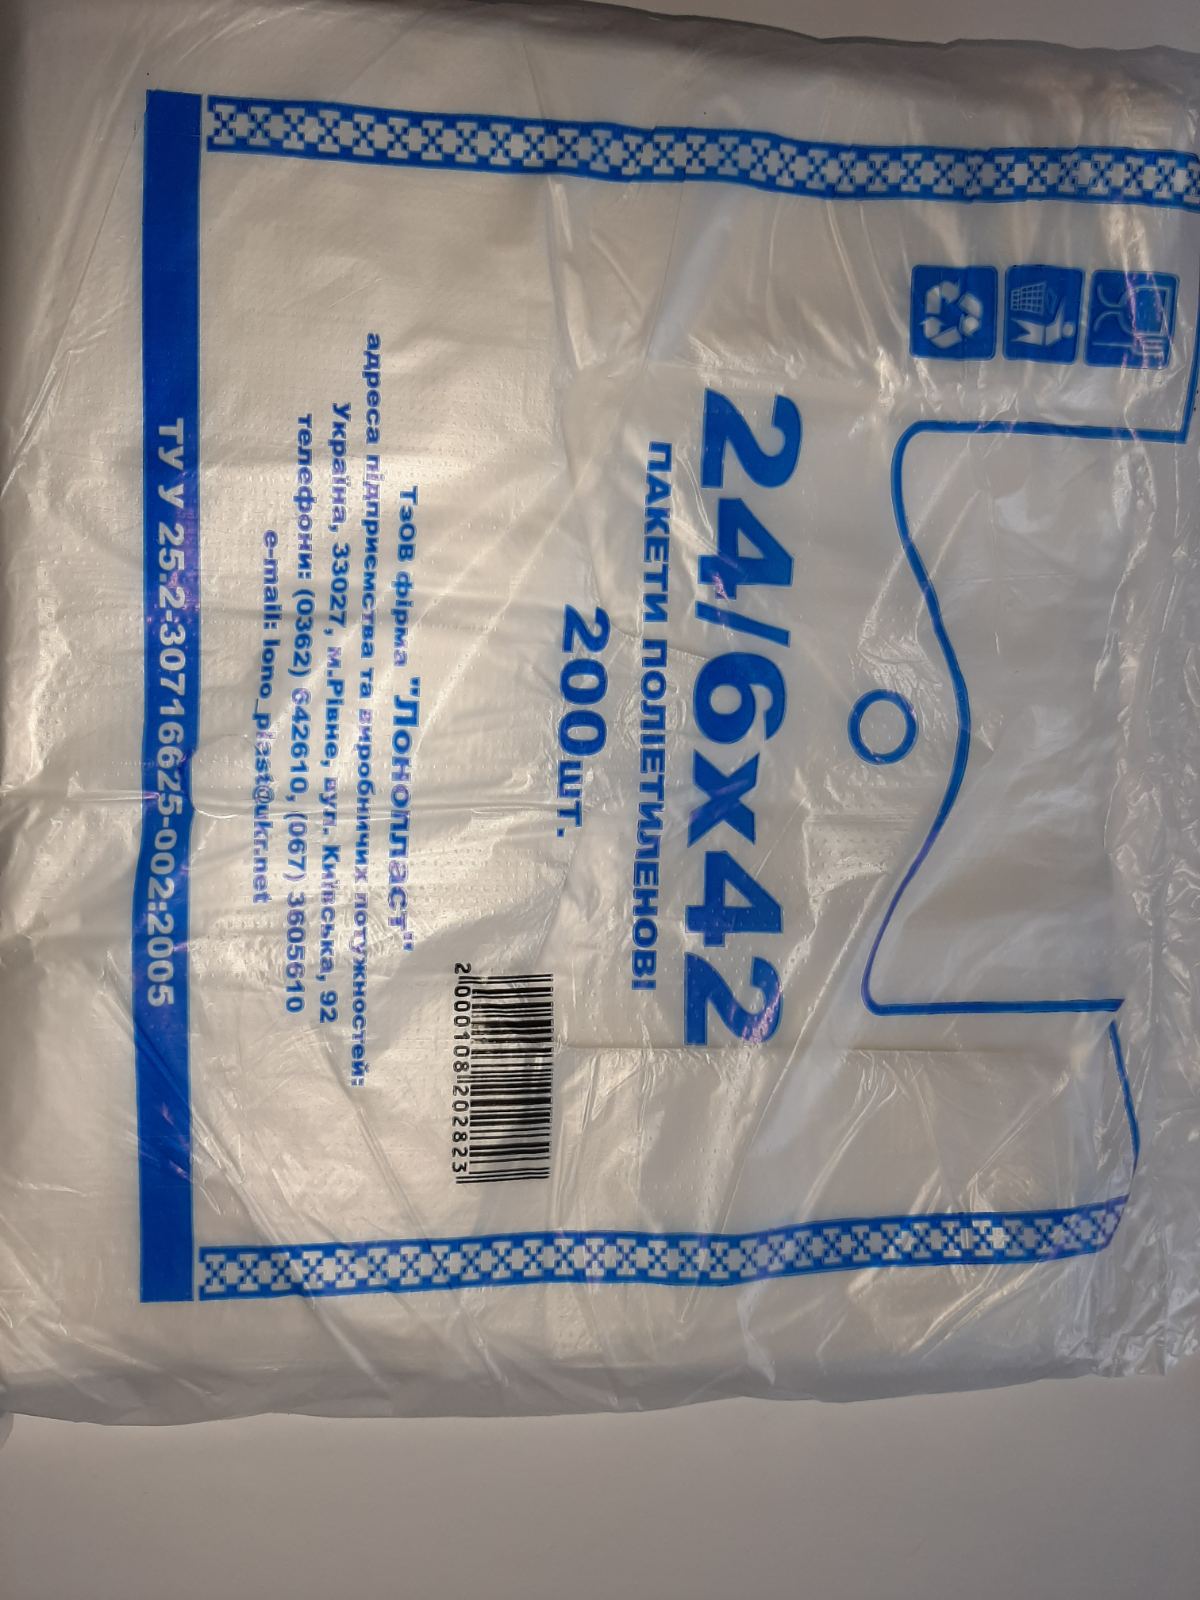 24/6х42
ПАКЕТИ ПОЛІЕТИЛЕНОВІ
200шт.
2000108202823
ТзОВ фірма "Лонопласт"
адреса підприємства та виробничих потужностей:
Україна, 33027, м.Рівне, вул. Київська, 92
телефони: (0362) 642610, (067) 3605610
e-mail: lono_plast@ukr.net
ТУ У 25.2-30716625-002:2005